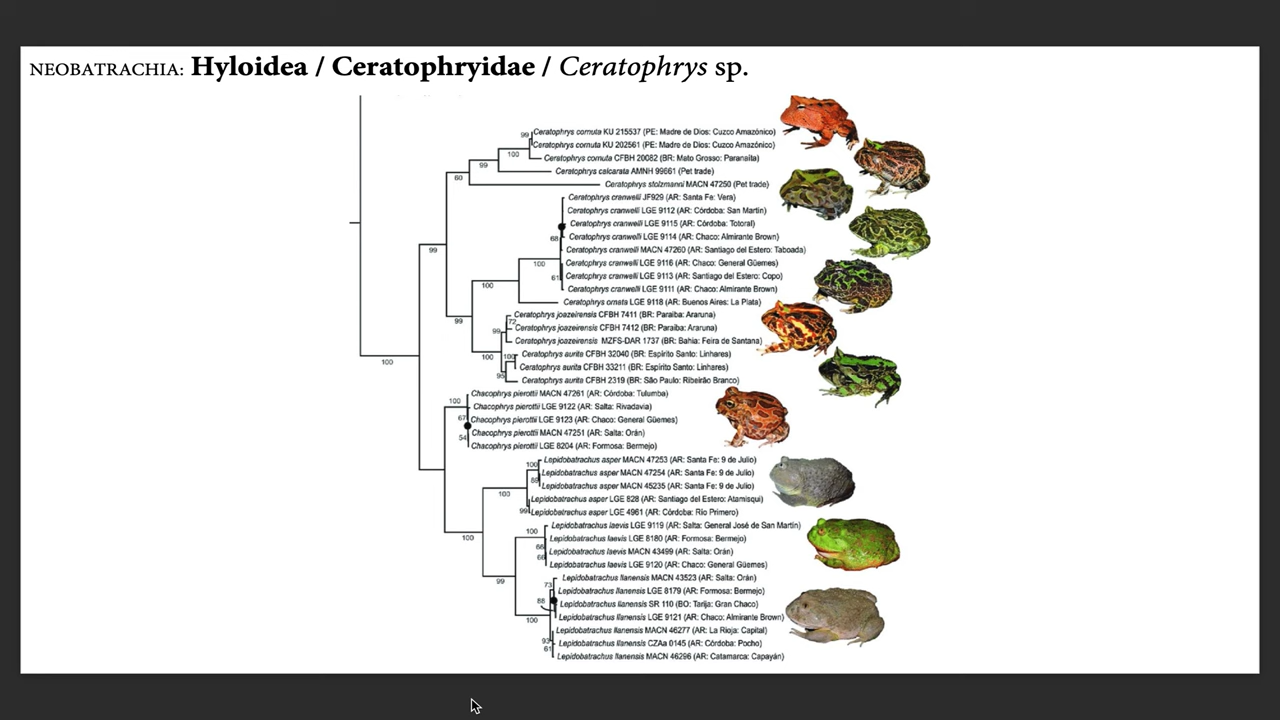 NEOBATRACHIA: Hyloidea / Ceratophryidae / Ceratophrys sp.
99
Ceratophrys cornuta KU 215537 (PE: Madre de Dios: Cuzco Amazónico)
Ceratophrys cornuta KU 202561 (PE: Madre de Dios: Cuzco Amazónico)
100
Ceratophrys cornuta CFBH 20082 (BR: Mato Grosso: Paranaíta)
99
Ceratophrys calcarata AMNH 99661 (Pet trade)
60
Ceratophrys stolzmanni MACN 47250 (Pet trade)
Ceratophrys cranwelli JF929 (AR: Santa Fe: Vera)
Ceratophrys cranwelli LGE 9112 (AR: Córdoba: San Martín)
Ceratophrys cranwelli LGE 9115 (AR: Córdoba: Totoral)
68
Ceratophrys cranwelli LGE 9114 (AR: Chaco: Almirante Brown)
99
Ceratophrys cranwelli MACN 47260 (AR: Santiago del Estero: Taboada)
100
Ceratophrys cranwelli LGE 9116 (AR: Chaco: General Güemes)
61
Ceratophrys cranwelli LGE 9113 (AR: Santiago del Estero: Copo)
100
Ceratophrys cranwelli LGE 9111 (AR: Chaco: Almirante Brown)
Ceratophrys ornata LGE 9118 (AR: Buenos Aires: La Plata)
99
72
Ceratophrys joazeirensis CFBH 7411 (BR: Paraíba: Araruna)
99
Ceratophrys joazeirensis CFBH 7412 (BR: Paraíba: Araruna)
Ceratophrys joazeirensis MZFS-DAR 1737 (BR: Bahia: Feira de Santana)
100
100
Ceratophrys aurita CFBH 32040 (BR: Espírito Santo: Linhares)
100
Ceratophrys aurita CFBH 33211 (BR: Espírito Santo: Linhares)
95
Ceratophrys aurita CFBH 2319 (BR: São Paulo: Ribeirão Branco)
Chacophrys pierottii MACN 47261 (AR: Córdoba: Tulumba)
100
Chacophrys pierottii LGE 9122 (AR: Salta: Rivadavia)
67
Chacophrys pierottii LGE 9123 (AR: Chaco: General Güemes)
54
Chacophrys pierottii MACN 47251 (AR: Salta: Orán)
Chacophrys pierottii LGE 8204 (AR: Formosa: Bermejo)
100
Lepidobatrachus asper MACN 47253 (AR: Santa Fe: 9 de Julio)
Lepidobatrachus asper MACN 47254 (AR: Santa Fe: 9 de Julio)
Lepidobatrachus asper MACN 45235 (AR: Santa Fe: 9 de Julio)
100
Lepidobatrachus asper LGE 828 (AR: Santiago del Estero: Atamisqui)
99
Lepidobatrachus asper LGE 4961 (AR: Córdoba: Río Primero)
Lepidobatrachus laevis LGE 9119 (AR: Salta: General José de San Martín)
100
100
Lepidobatrachus laevis LGE 8180 (AR: Formosa: Bermejo)
66
Lepidobatrachus laevis MACN 43499 (AR: Salta: Orán)
66
Lepidobatrachus laevis LGE 9120 (AR: Chaco: General Güemes)
99
Lepidobatrachus llanensis MACN 43523 (AR: Salta: Orán)
73
Lepidobatrachus llanensis LGE 8179 (AR: Formosa: Bermejo)
88
Lepidobatrachus llanensis SR 110 (BO: Tarija: Gran Chaco)
100
Lepidobatrachus llanensis LGE 9121 (AR: Chaco: Almirante Brown)
Lepidobatrachus llanensis MACN 46277 (AR: La Rioja: Capital)
93
Lepidobatrachus llanensis CZAa 0145 (AR: Córdoba: Pocho)
61
Lepidobatrachus llanensis MACN 46296 (AR: Catamarca: Capayán)